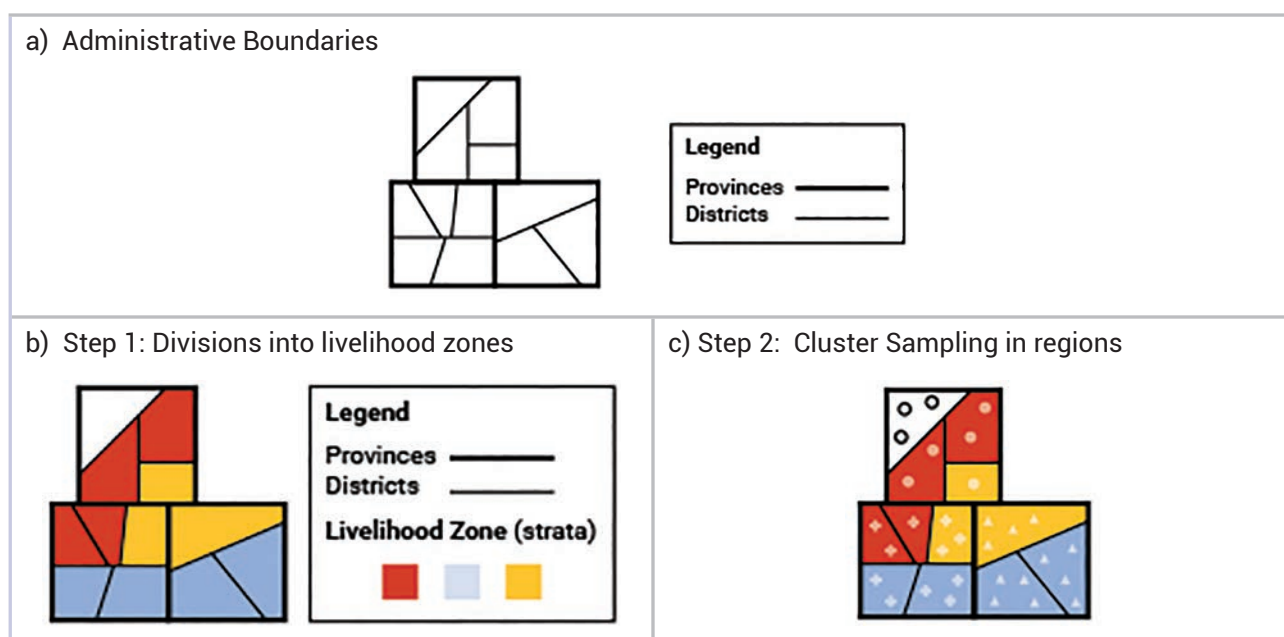 a) Administrative Boundaries
Legend
Provinces
Districts
b) Step 1: Divisions into livelihood zones
Legend
Provinces
Districts
Livelihood Zone (strata)
c) Step 2: Cluster Sampling in regions